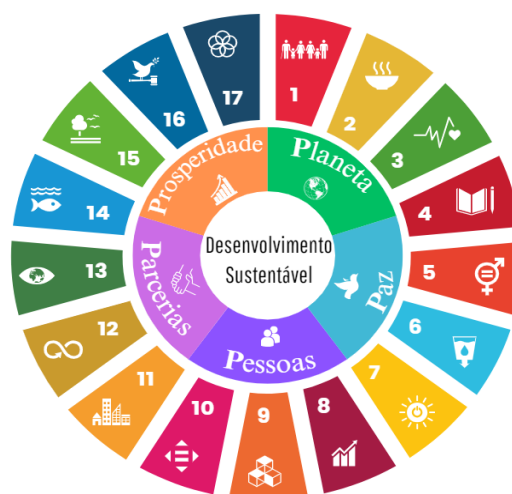 1
2
3
4
5
6
7
8
9
10
11
12
13
14
15
16
17
Prosperidade
Planeta
Paz
Pessoas
Parcerias
Desenvolvimento
Sustentável